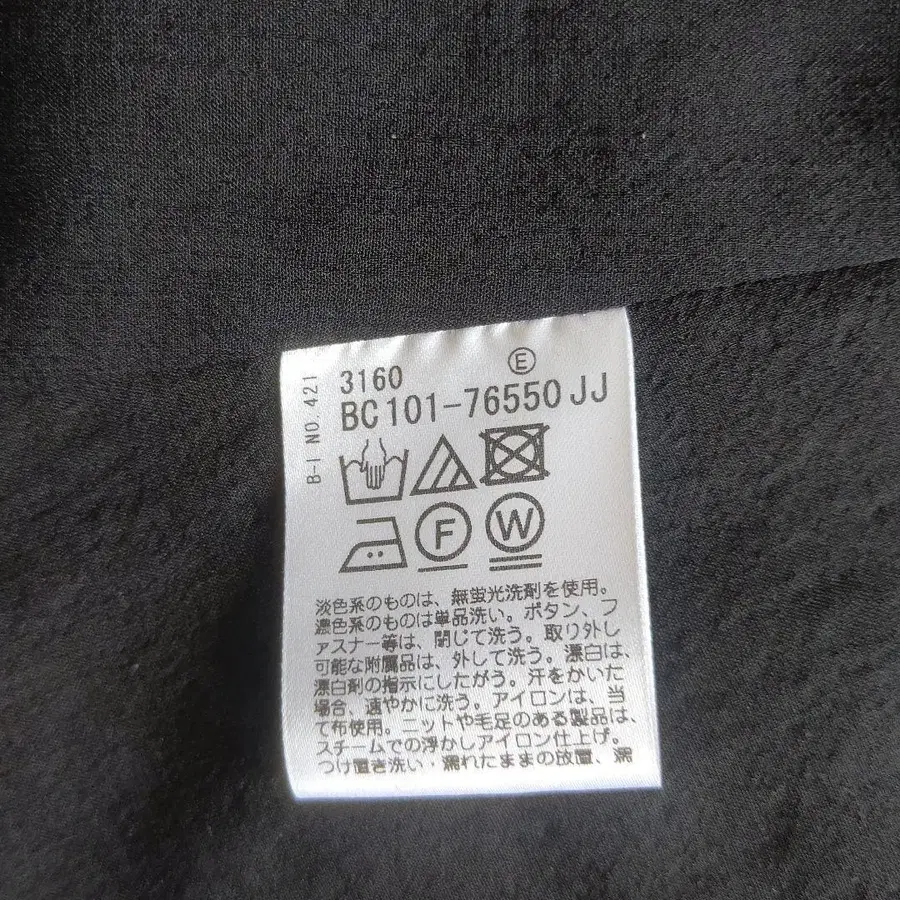 B-I NO. 421
3160
Ⓔ
BC101-76550 JJ
F
W
淡色系のものは、無蛍光洗剤を使用。
濃色系のものは単品洗い。ボタン、フ
ァスナー等は、閉じて洗う。取り外し
可能な附属品は、外して洗う。漂白は、
漂白剤の指示にしたがう。汗をかいた
場合、速やかに洗う。アイロンは、当
て布使用。ニットや毛足のある製品は、
スチームでの浮かしアイロン仕上げ。
つけ置き洗い・濡れたままの放置、濡